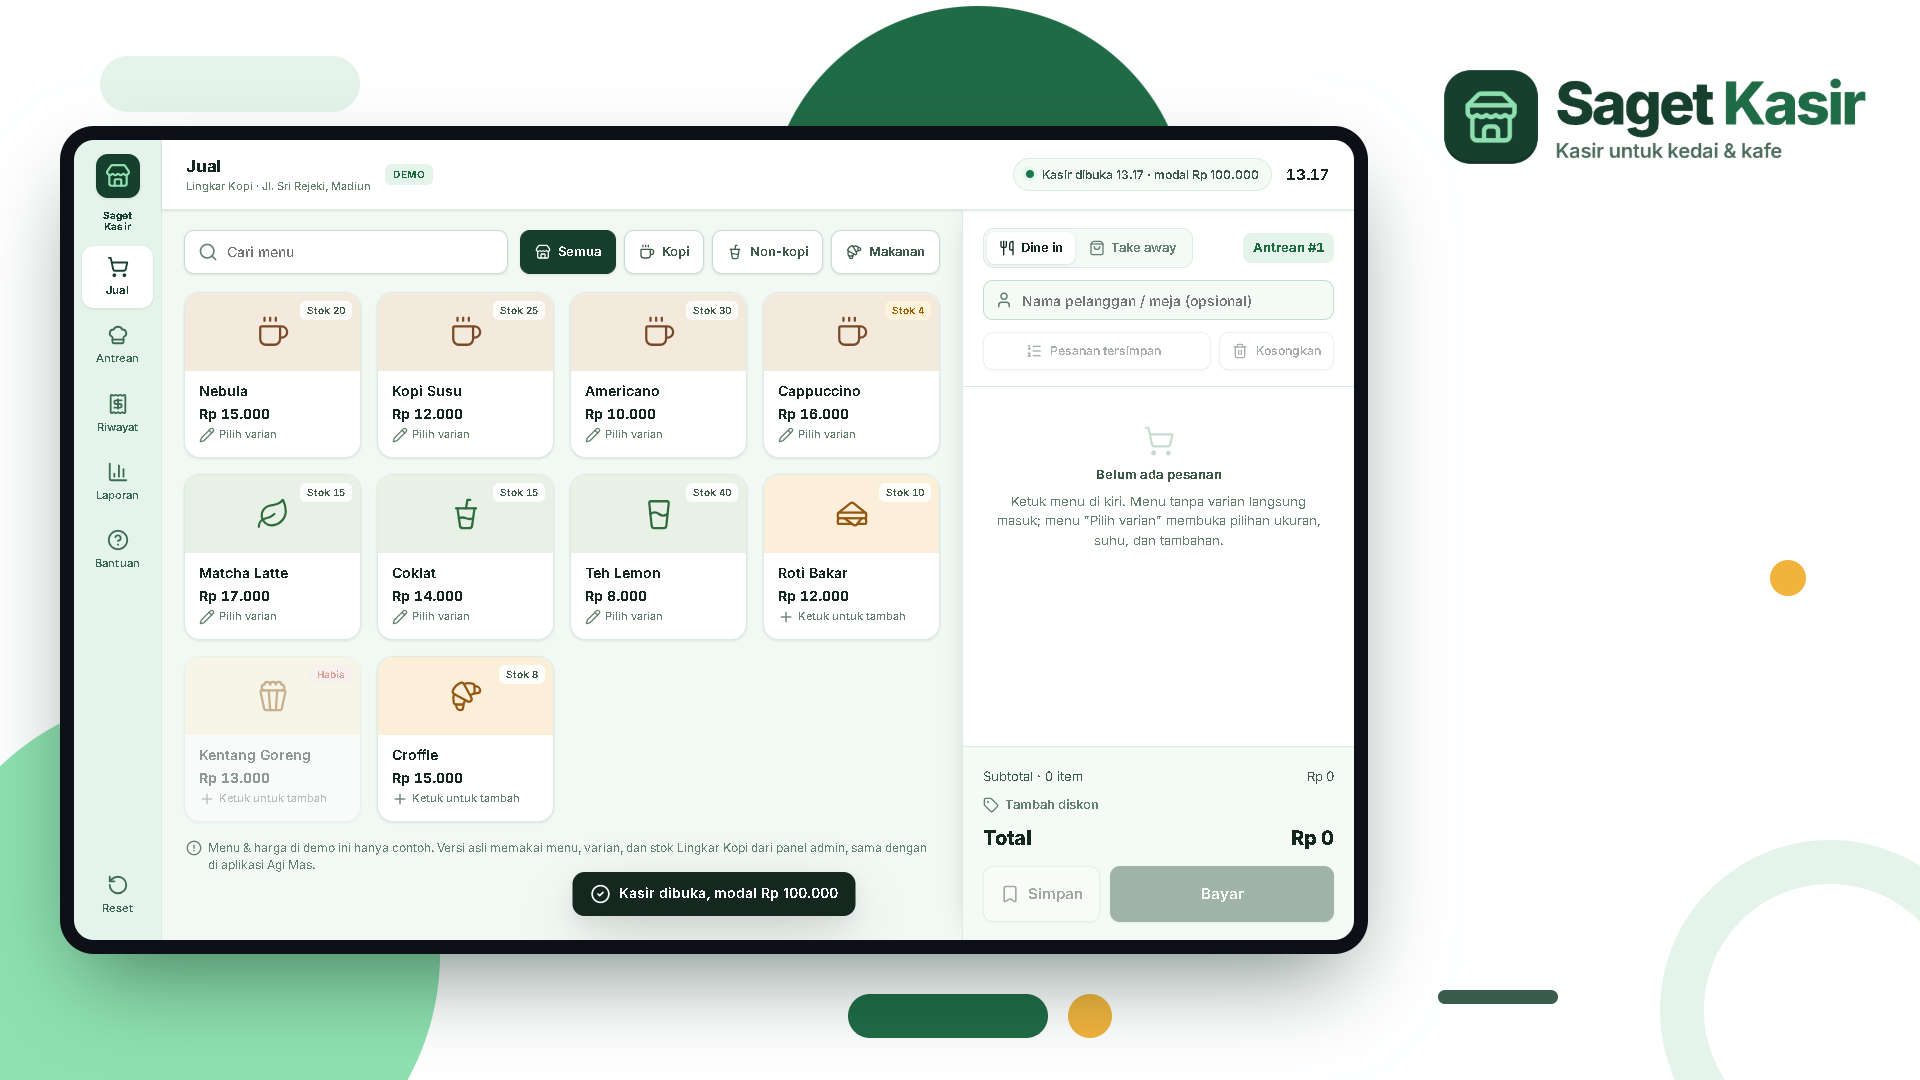 Saget Kasir
Kasir untuk kedai & kafe
Saget
Kasir
Jual
Antrean
Riwayat
Laporan
Bantuan
Reset
Jual
Lingkar Kopi · Jl. Sri Rejeki, Madiun
DEMO
Kasir dibuka 13.17 · modal Rp 100.000
13.17
Cari menu
Semua
Kopi
Non-kopi
Makanan
Stok 20
Nebula
Rp 15.000
Pilih varian
Stok 25
Kopi Susu
Rp 12.000
Pilih varian
Stok 30
Americano
Rp 10.000
Pilih varian
Stok 4
Cappuccino
Rp 16.000
Pilih varian
Stok 15
Matcha Latte
Rp 17.000
Pilih varian
Stok 15
Coklat
Rp 14.000
Pilih varian
Stok 40
Teh Lemon
Rp 8.000
Pilih varian
Stok 10
Roti Bakar
Rp 12.000
Ketuk untuk tambah
Habis
Kentang Goreng
Rp 13.000
Ketuk untuk tambah
Stok 8
Croffle
Rp 15.000
Ketuk untuk tambah
Menu & harga di demo ini hanya contoh. Versi asli memakai menu, varian, dan stok Lingkar Kopi dari panel admin, sama dengan
di aplikasi Agi Mas.
Kasir dibuka, modal Rp 100.000
Dine in
Take away
Antrean #1
Nama pelanggan / meja (opsional)
Pesanan tersimpan
Kosongkan
Belum ada pesanan
Ketuk menu di kiri. Menu tanpa varian langsung
masuk; menu "Pilih varian" membuka pilihan ukuran,
suhu, dan tambahan.
Subtotal · 0 item
Rp 0
Tambah diskon
Total
Rp 0
Simpan
Bayar